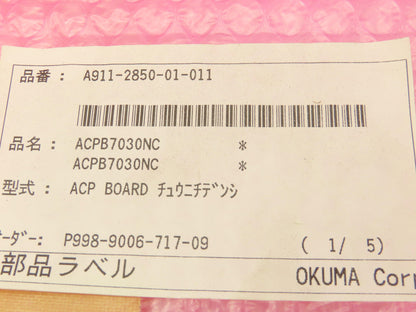 品番 : A911-2850-01-011
品名 : ACPB7030NC *
ACPB7030NC *
型式 : ACP BOARD ﾁｭｳﾆﾁﾃﾞﾝｼ
ｵｰﾀﾞｰ: P998-9006-717-09 ( 1/ 5)
部品ラベル OKUMA Corp